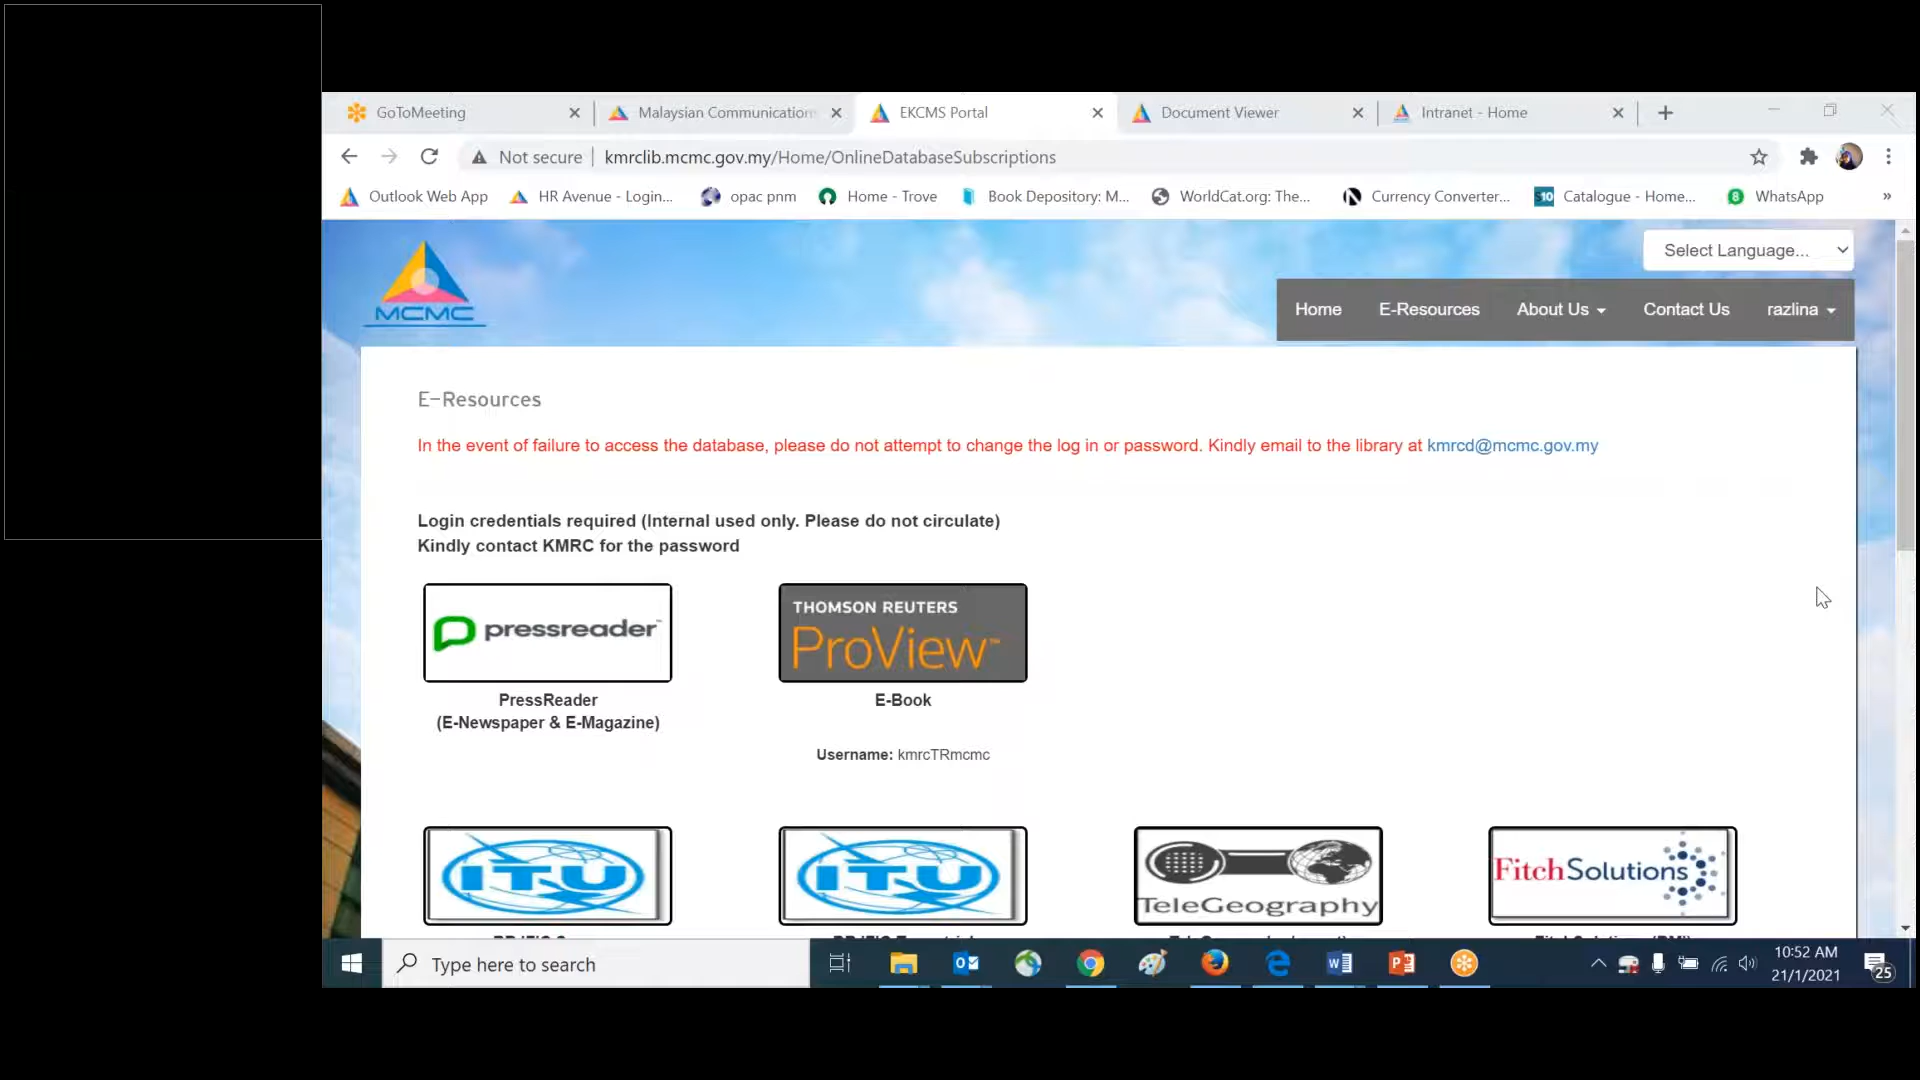 GoToMeeting
Malaysian Communication
EKCMS Portal
Document Viewer
Intranet - Home
Not secure
kmrclib.mcmc.gov.my/Home/OnlineDatabaseSubscriptions
Outlook Web App
HR Avenue - Login...
opac pnm
Home - Trove
Book Depository: M...
WorldCat.org: The...
Currency Converter...
S10
Catalogue - Home...
8
WhatsApp
»
MCMC
Select Language...
Home
E-Resources
About Us
Contact Us
razlina
E-Resources
In the event of failure to access the database, please do not attempt to change the log in or password. Kindly email to the library at kmrcd@mcmc.gov.my
Login credentials required (Internal used only. Please do not circulate)
Kindly contact KMRC for the password
pressreader™
THOMSON REUTERS
ProView™
PressReader
(E-Newspaper & E-Magazine)
E-Book
Username: kmrcTRmcmc
ITU
ITU
TeleGeography
FitchSolutions
Type here to search
10:52 AM
21/1/2021
25